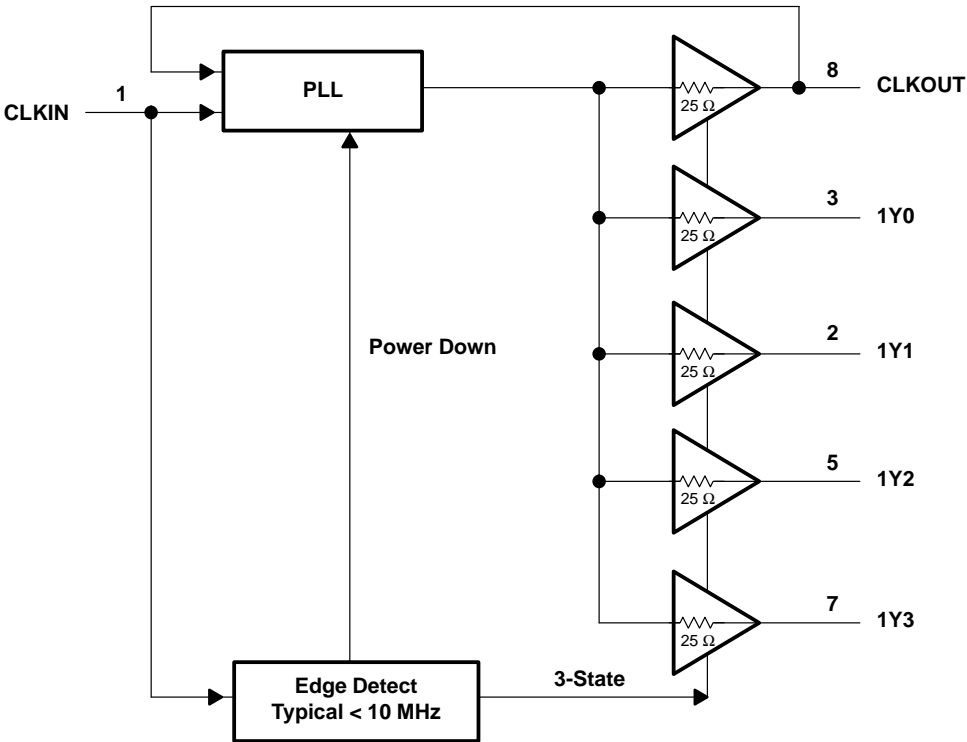 8
CLKOUT
PLL
25 Ω
1
CLKIN
3
1Y0
25 Ω
Power Down
2
1Y1
25 Ω
5
1Y2
25 Ω
7
1Y3
25 Ω
3-State
Edge Detect
Typical < 10 MHz